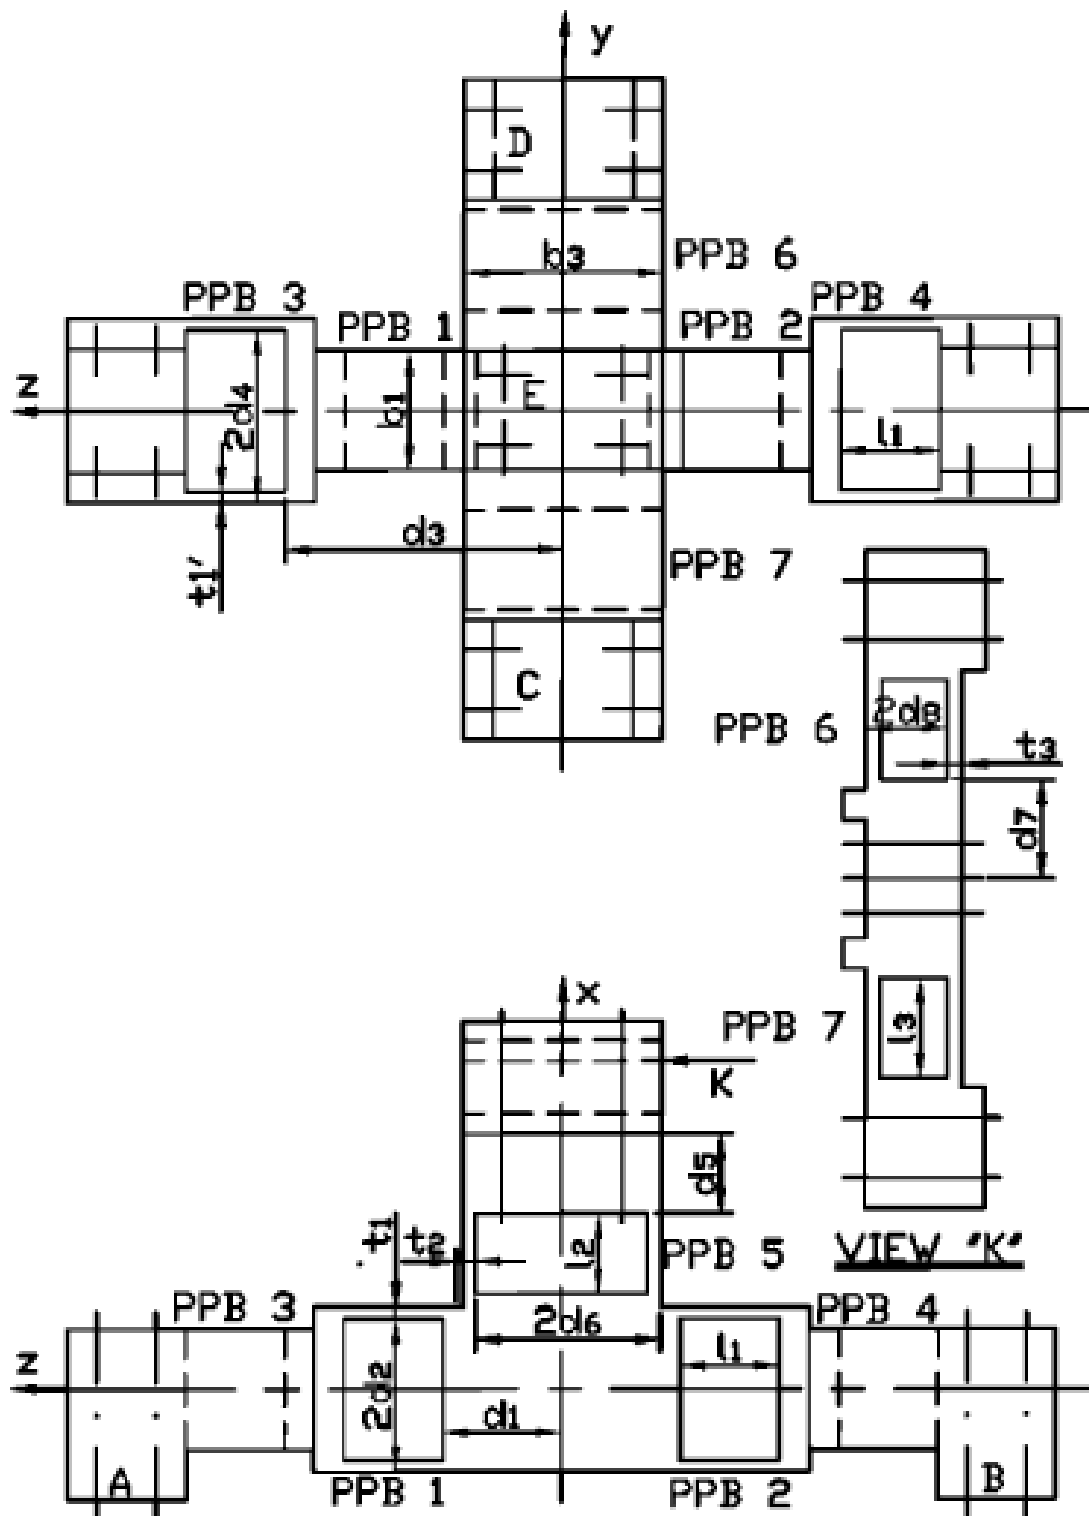 y
D
b3
PPB 6
PPB 3
PPB 4
PPB 1
PPB 2
z
2d4
b1
E
l1
d3
t1'
PPB 7
C
PPB 6
2d8
t3
d7
x
PPB 7
l3
K
d5
t1
t2
l2
PPB 5
VIEW "K"
PPB 3
2d6
PPB 4
z
2d2
d1
l1
A
PPB 1
PPB 2
B